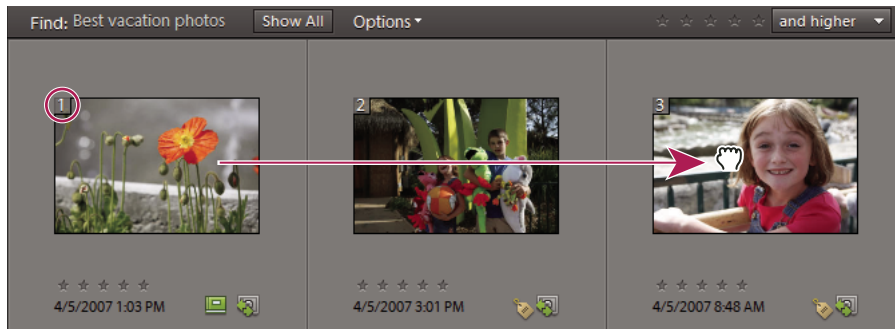 Find: Best vacation photos Show All Options and higher
1 2 3
4/5/2007 1:03 PM 4/5/2007 3:01 PM 4/5/2007 8:48 AM